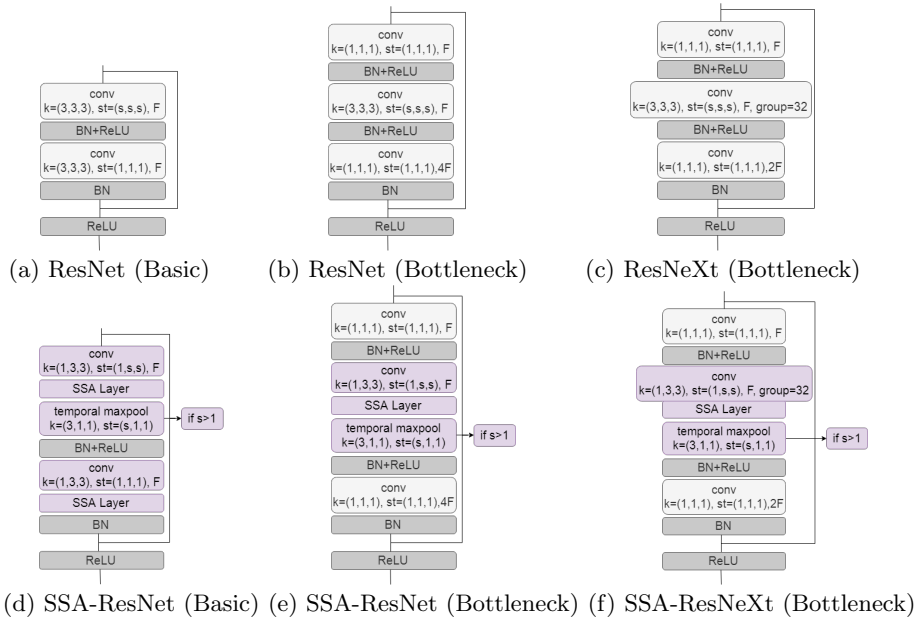 conv
k=(3,3,3), st=(s,s,s), F
BN+ReLU
conv
k=(3,3,3), st=(1,1,1), F
BN
ReLU
(a) ResNet (Basic)
conv
k=(1,1,1), st=(1,1,1), F
BN+ReLU
conv
k=(3,3,3), st=(s,s,s), F
BN+ReLU
conv
k=(1,1,1), st=(1,1,1),4F
BN
ReLU
(b) ResNet (Bottleneck)
conv
k=(1,1,1), st=(1,1,1), F
BN+ReLU
conv
k=(3,3,3), st=(s,s,s), F, group=32
BN+ReLU
conv
k=(1,1,1), st=(1,1,1),2F
BN
ReLU
(c) ResNeXt (Bottleneck)
conv
k=(1,3,3), st=(1,s,s), F
SSA Layer
temporal maxpool
k=(3,1,1), st=(s,1,1)
if s>1
BN+ReLU
conv
k=(1,3,3), st=(1,1,1), F
SSA Layer
BN
ReLU
(d) SSA-ResNet (Basic)
conv
k=(1,1,1), st=(1,1,1), F
BN+ReLU
conv
k=(1,3,3), st=(1,s,s), F
SSA Layer
temporal maxpool
k=(3,1,1), st=(s,1,1)
if s>1
BN+ReLU
conv
k=(1,1,1), st=(1,1,1),4F
BN
ReLU
(e) SSA-ResNet (Bottleneck)
conv
k=(1,1,1), st=(1,1,1), F
BN+ReLU
conv
k=(1,3,3), st=(1,s,s), F, group=32
SSA Layer
temporal maxpool
k=(3,1,1), st=(s,1,1)
if s>1
BN+ReLU
conv
k=(1,1,1), st=(1,1,1),2F
BN
ReLU
(f) SSA-ResNeXt (Bottleneck)